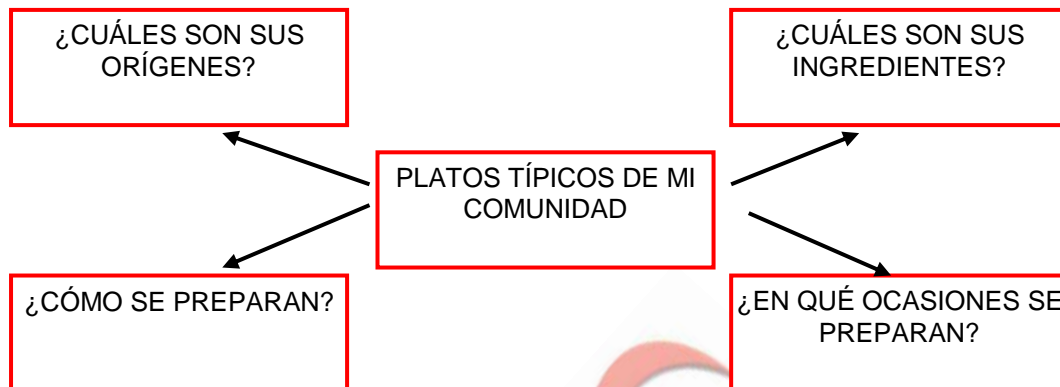 ¿CUÁLES SON SUS
ORÍGENES?
¿CUÁLES SON SUS
INGREDIENTES?
PLATOS TÍPICOS DE MI
COMUNIDAD
¿CÓMO SE PREPARAN?
¿EN QUÉ OCASIONES SE
PREPARAN?